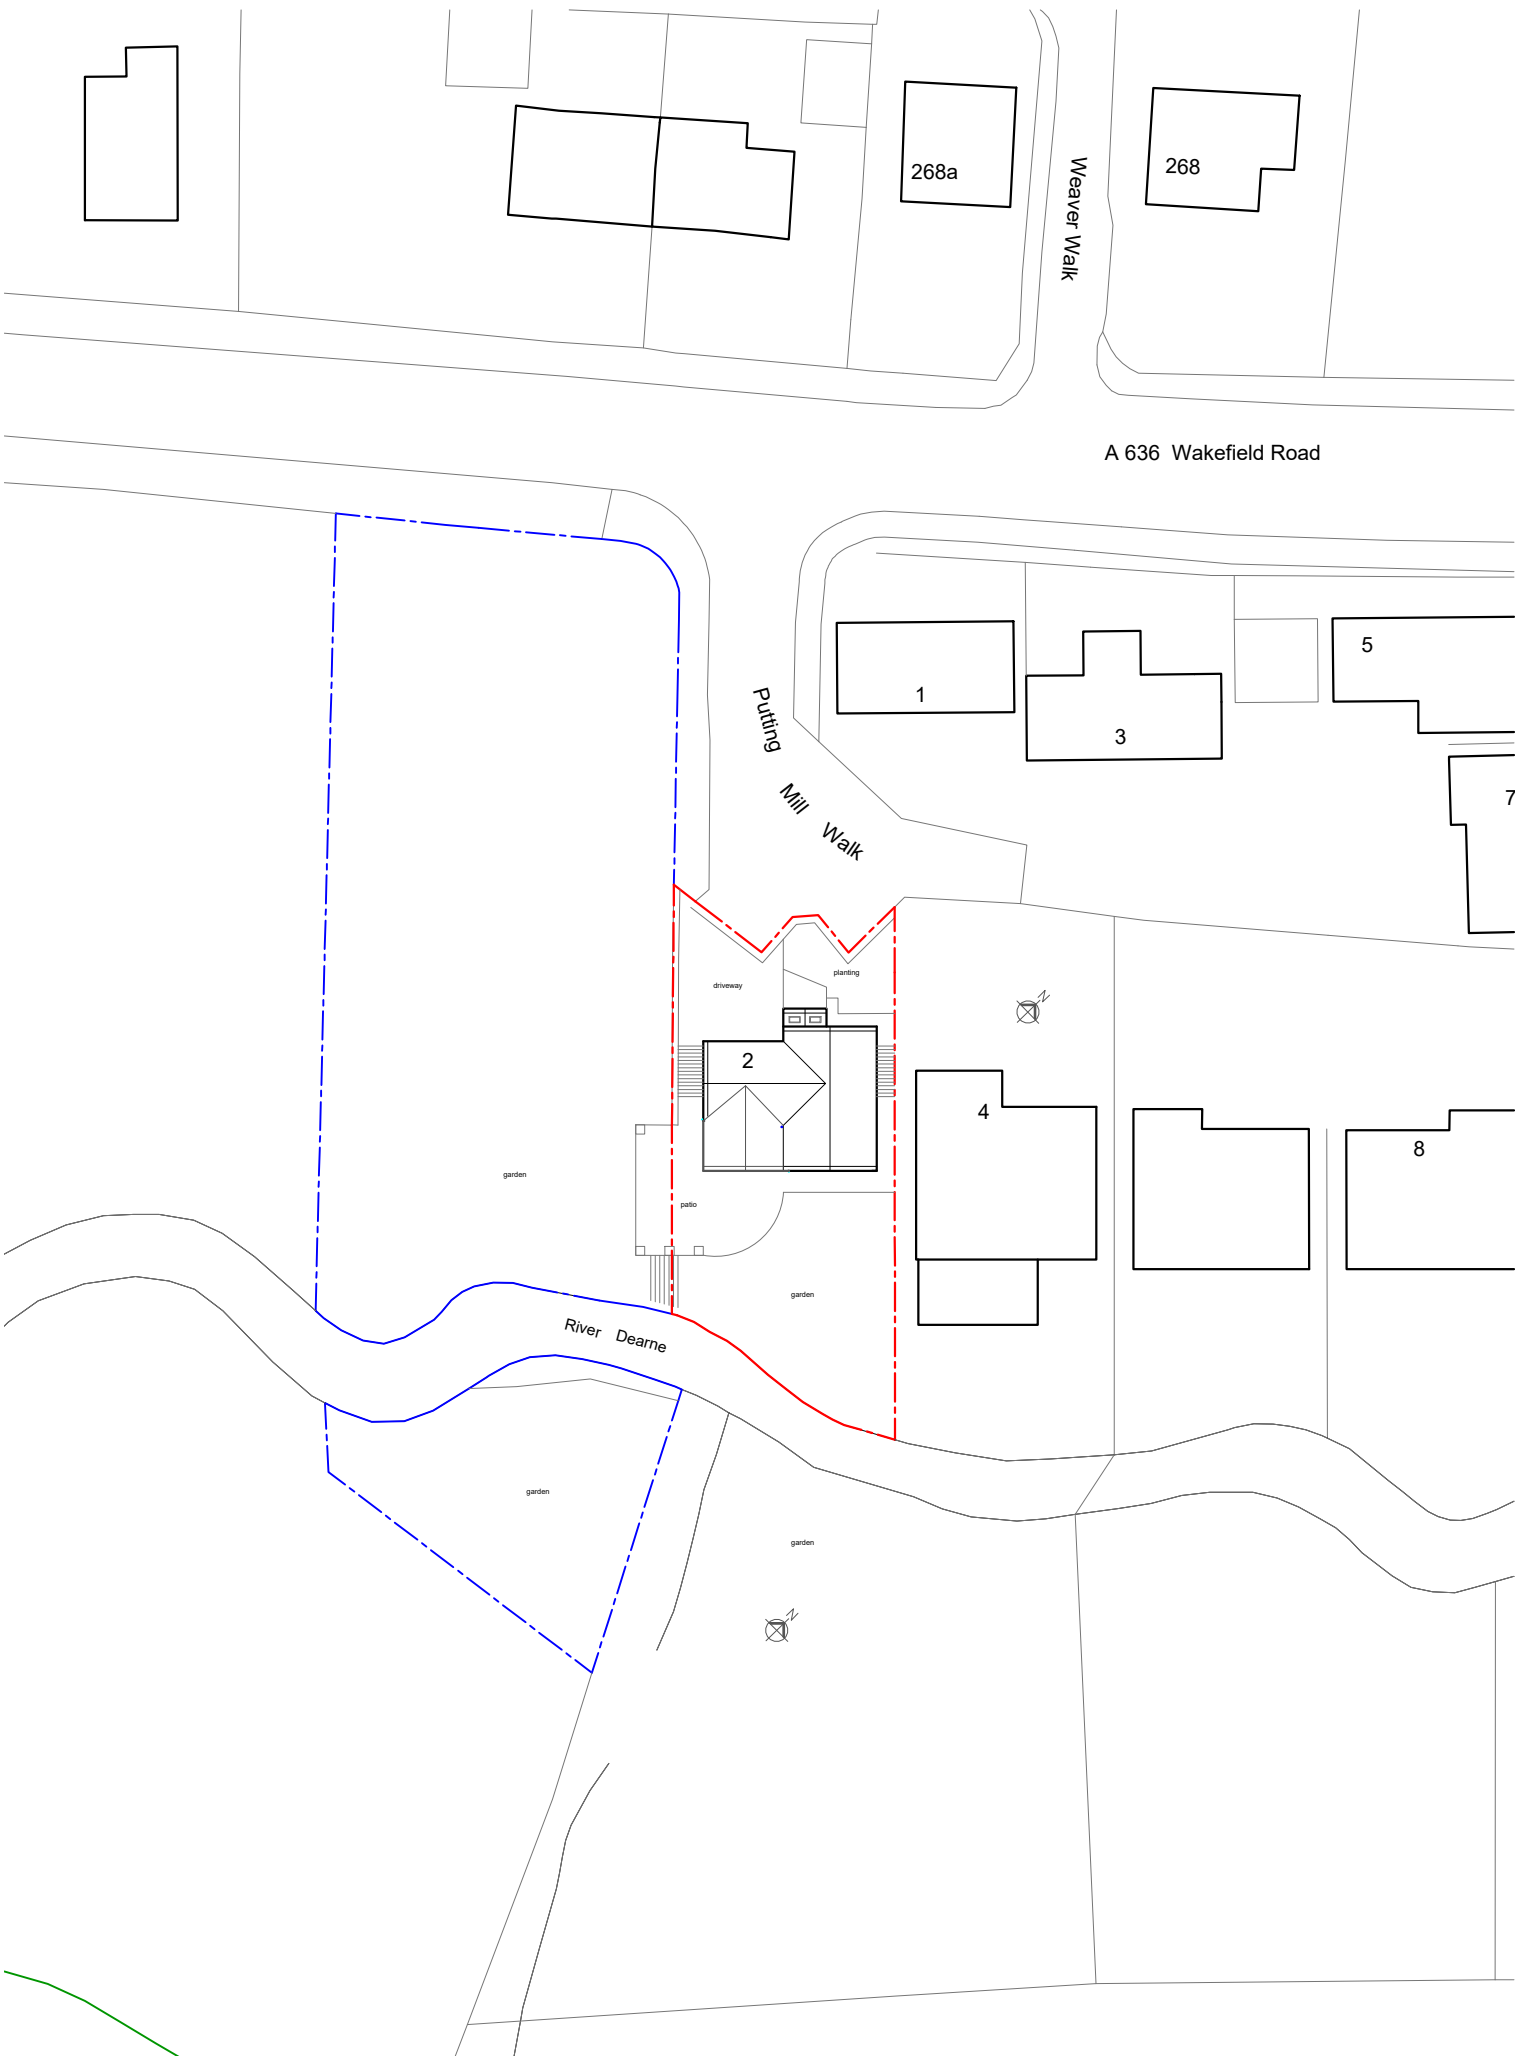 268a
268
Weaver Walk
A 636 Wakefield Road
5
1
3
Putting
Mill
Walk
7
planting
driveway
N
2
4
8
garden
patio
garden
River Dearne
garden
garden
N